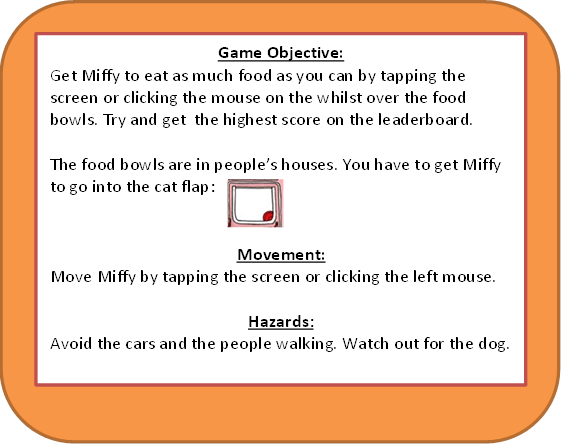 Game Objective:
Get Miffy to eat as much food as you can by tapping the
screen or clicking the mouse on the whilst over the food
bowls. Try and get  the highest score on the leaderboard.
The food bowls are in people's houses. You have to get Miffy
to go into the cat flap:
Movement:
Move Miffy by tapping the screen or clicking the left mouse.
Hazards:
Avoid the cars and the people walking. Watch out for the dog.